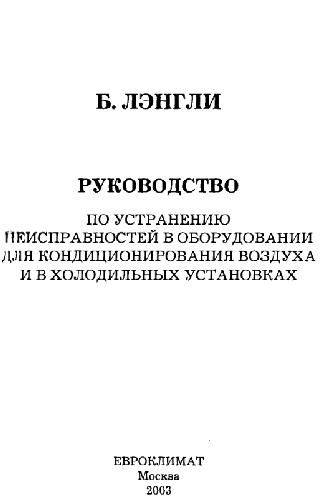 Б. ЛЭНГЛИ
РУКОВОДСТВО
ПО УСТРАНЕНИЮ
НЕИСПРАВНОСТЕЙ В ОБОРУДОВАНИИ
ДЛЯ КОНДИЦИОНИРОВАНИЯ ВОЗДУХА
И В ХОЛОДИЛЬНЫХ УСТАНОВКАХ
ЕВРОКЛИМАТ
Москва
2003